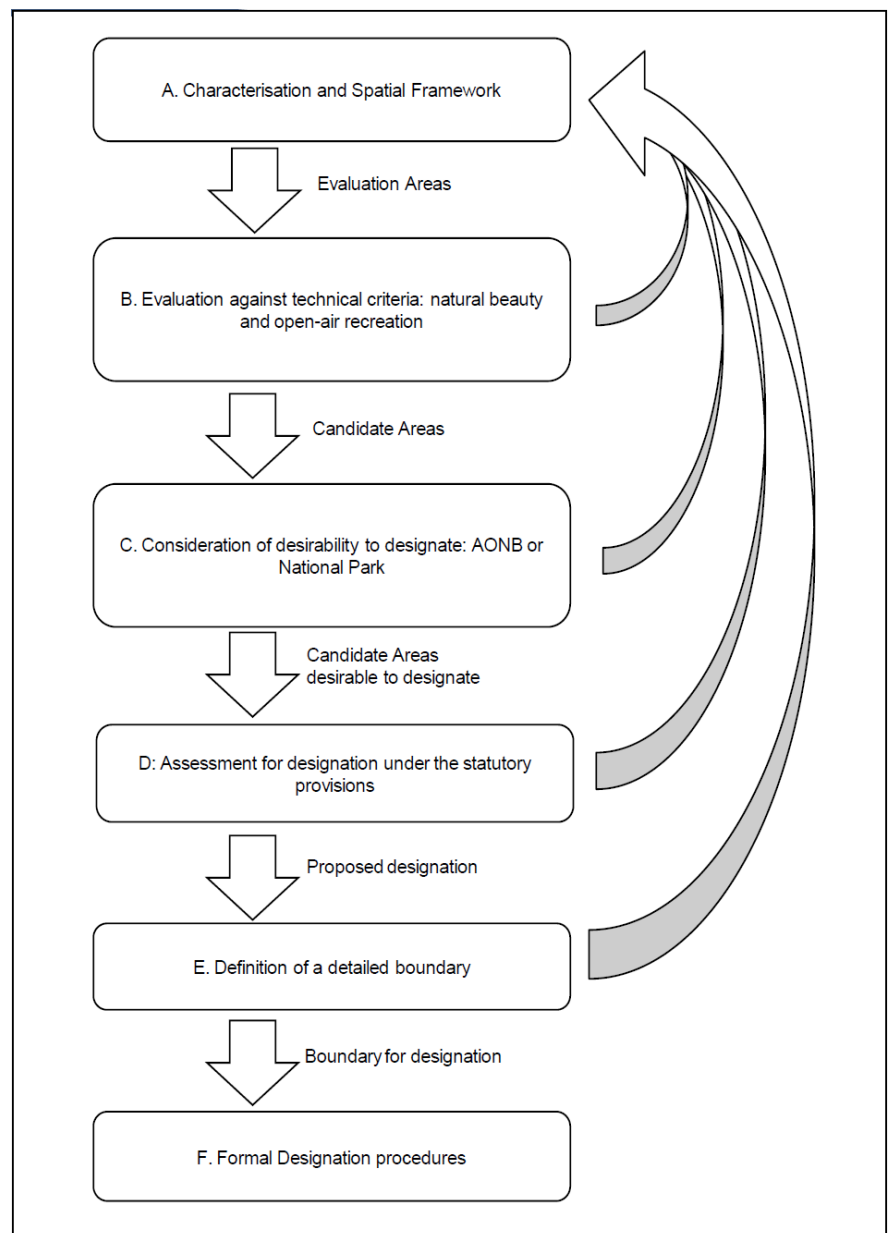 A. Characterisation and Spatial Framework
Evaluation Areas
B. Evaluation against technical criteria: natural beauty
and open-air recreation
Candidate Areas
C. Consideration of desirability to designate: AONB or
National Park
Candidate Areas
desirable to designate
D: Assessment for designation under the statutory
provisions
Proposed designation
E. Definition of a detailed boundary
Boundary for designation
F. Formal Designation procedures